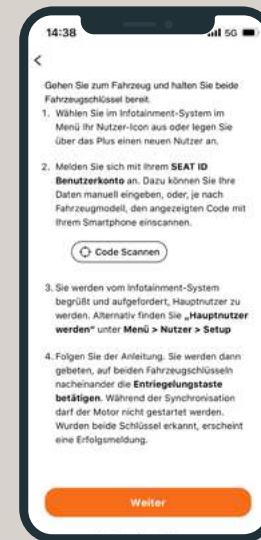 14:38
5G
Gehen Sie zum Fahrzeug und halten Sie beide
Fahrzeugschlüssel bereit.
1. Wählen Sie im Infotainment-System im
Menü Ihr Nutzer-Icon aus oder legen Sie
über das Plus einen neuen Nutzer an.
2. Melden Sie sich mit Ihrem SEAT ID
Benutzerkonto an. Dazu können Sie Ihre
Daten manuell eingeben, oder, je nach
Fahrzeugmodell, den angezeigten Code mit
Ihrem Smartphone einscannen.
Code Scannen
3. Sie werden vom Infotainment-System
begrüßt und aufgefordert, Hauptnutzer zu
werden. Alternativ finden Sie „Hauptnutzer
werden" unter Menü > Nutzer > Setup
4. Folgen Sie der Anleitung. Sie werden dann
gebeten, auf beiden Fahrzeugschlüsseln
nacheinander die Entriegelungstaste
betätigen. Während der Synchronisation
darf der Motor nicht gestartet werden.
Wurden beide Schlüssel erkannt, erscheint
eine Erfolgsmeldung.
Weiter